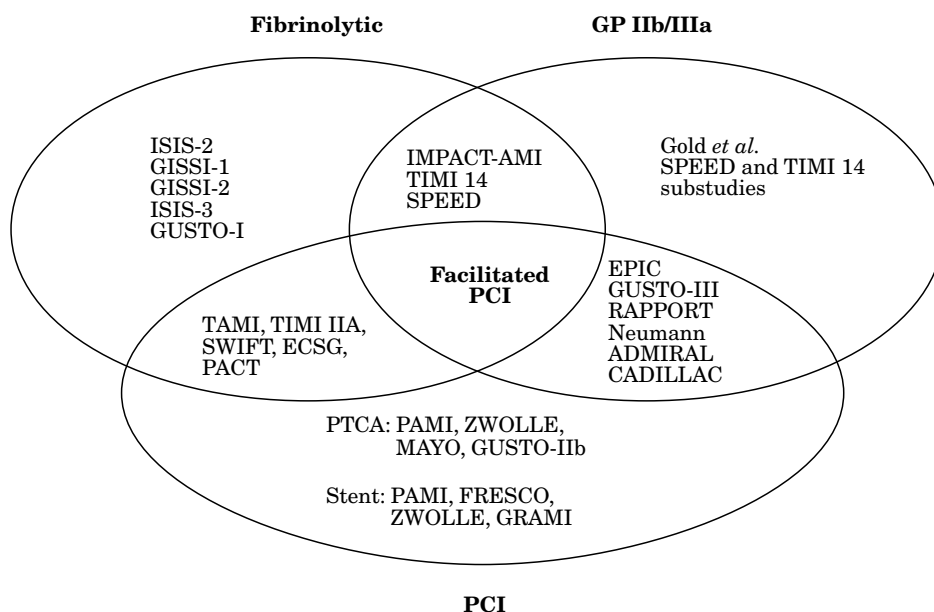 Fibrinolytic
GP IIb/IIIa
ISIS-2
GISSI-1
GISSI-2
ISIS-3
GUSTO-I
IMPACT-AMI
TIMI 14
SPEED
Gold et al.
SPEED and TIMI 14
substudies
Facilitated
PCI
EPIC
GUSTO-III
RAPPORT
Neumann
ADMIRAL
CADILLAC
TAMI, TIMI IIA,
SWIFT, ECSG,
PACT
PTCA: PAMI, ZWOLLE,
MAYO, GUSTO-IIb
Stent: PAMI, FRESCO,
ZWOLLE, GRAMI
PCI